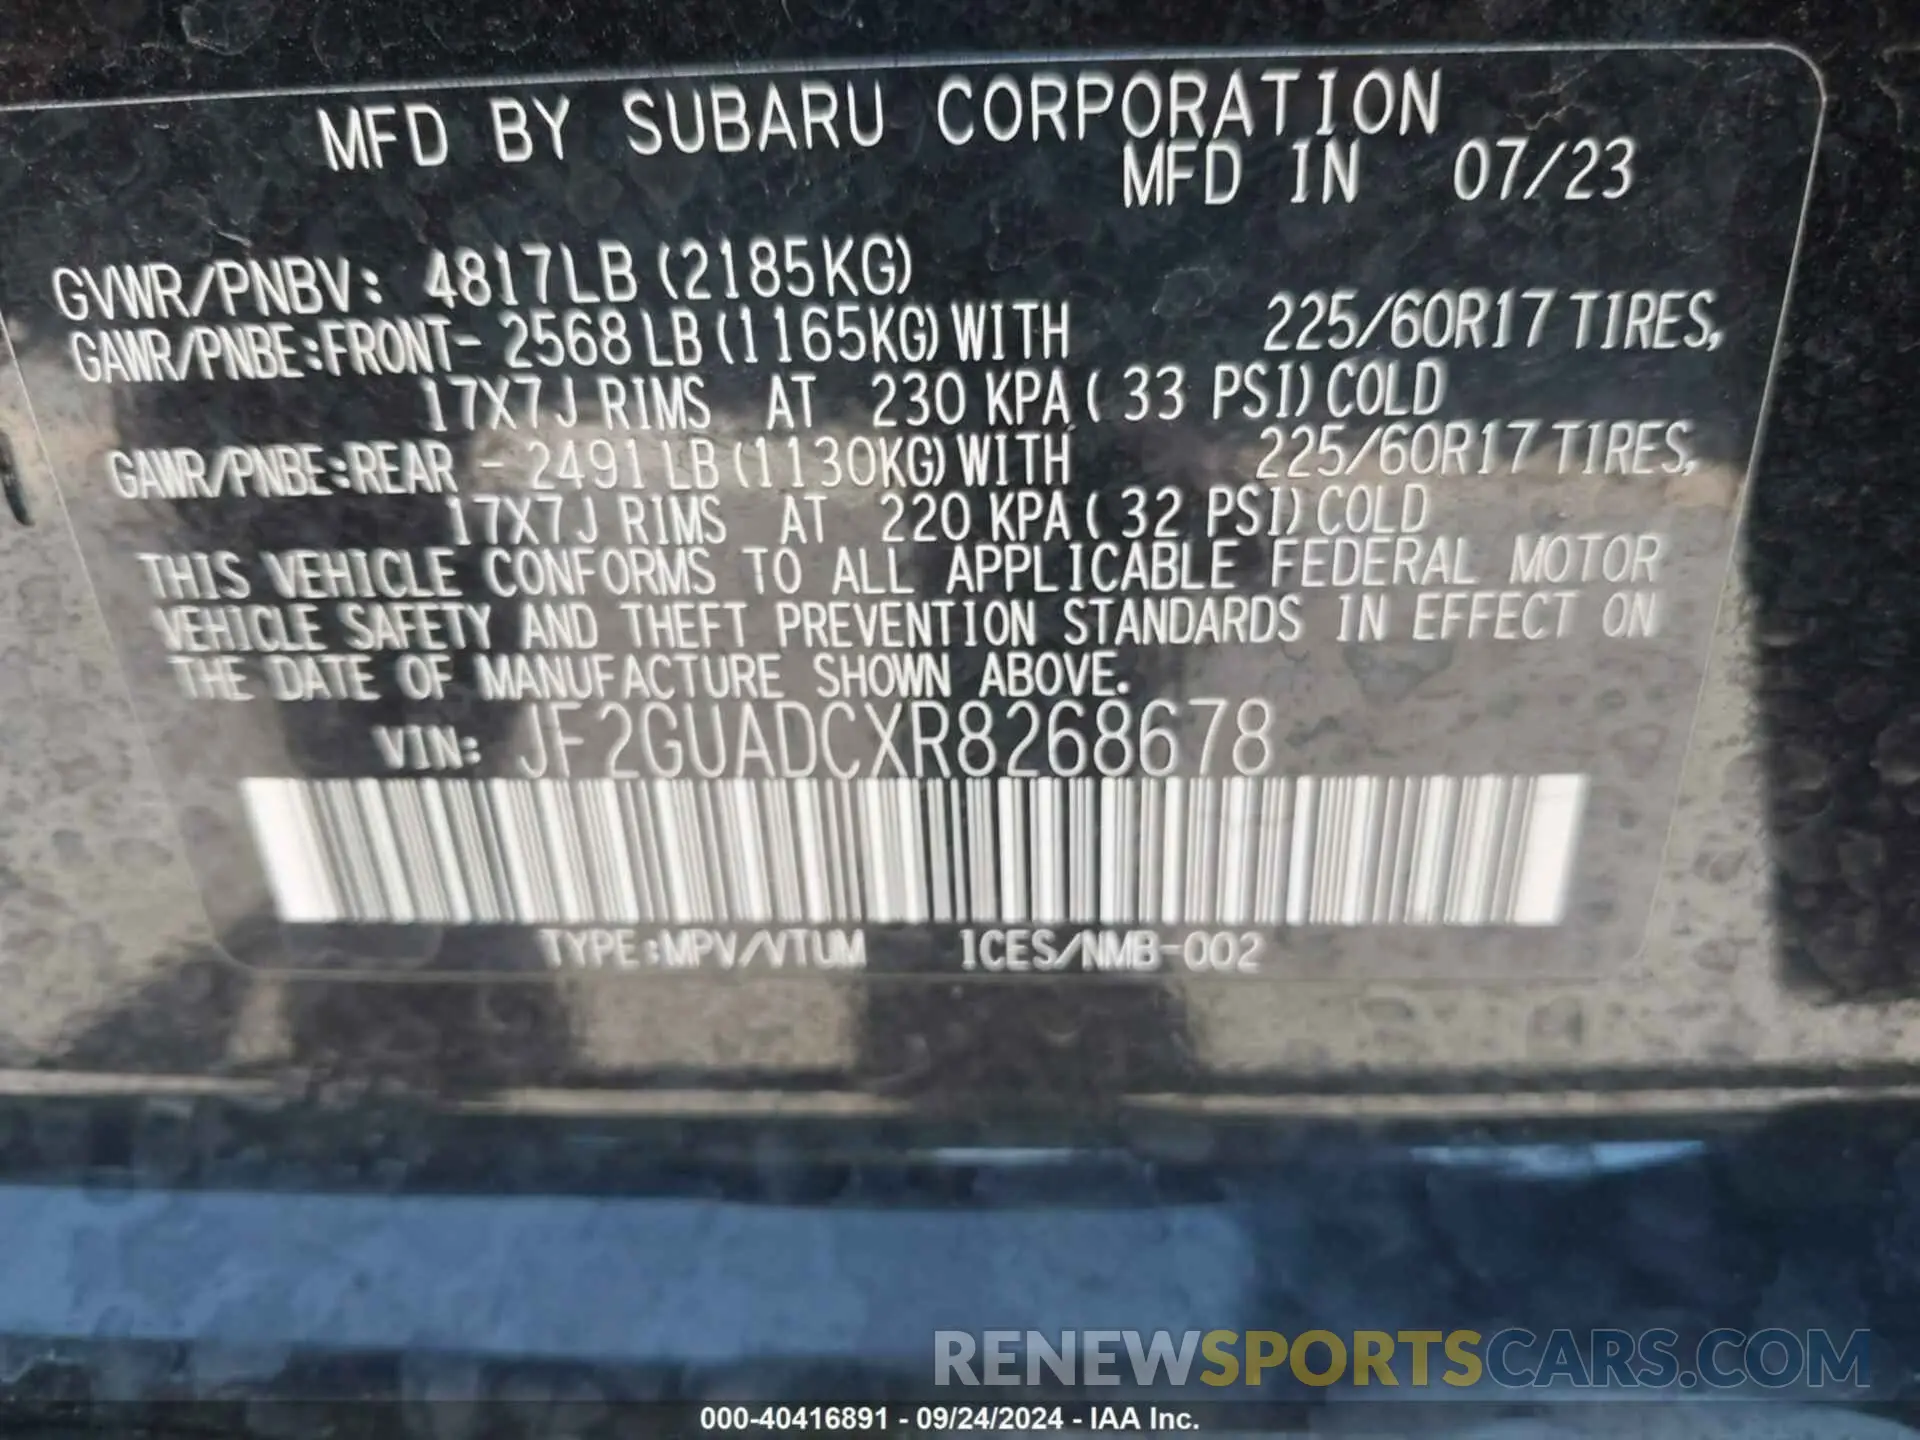 MFD BY SUBARU CORPORATION
MFD IN 07/23
GVWR/PNBV: 4817LB (2185KG)
GAWR/PNBE:FRONT- 2568 LB (1165KG) WITH 225/60R17 TIRES,
17X7J RIMS AT 230 KPA ( 33 PSI) COLD
GAWR/PNBE:REAR - 2491 LB (1130KG) WITH 225/60R17 TIRES,
17X7J RIMS AT 220 KPA ( 32 PSI) COLD
THIS VEHICLE CONFORMS TO ALL APPLICABLE FEDERAL MOTOR
VEHICLE SAFETY AND THEFT PREVENTION STANDARDS IN EFFECT ON
THE DATE OF MANUFACTURE SHOWN ABOVE.
VIN: JF2GUADCXR8268678
TYPE:MPV/VTUM ICES/NMB-002
RENEWSPORTSCARS.COM
000-40416891 - 09/24/2024 - IAA Inc.